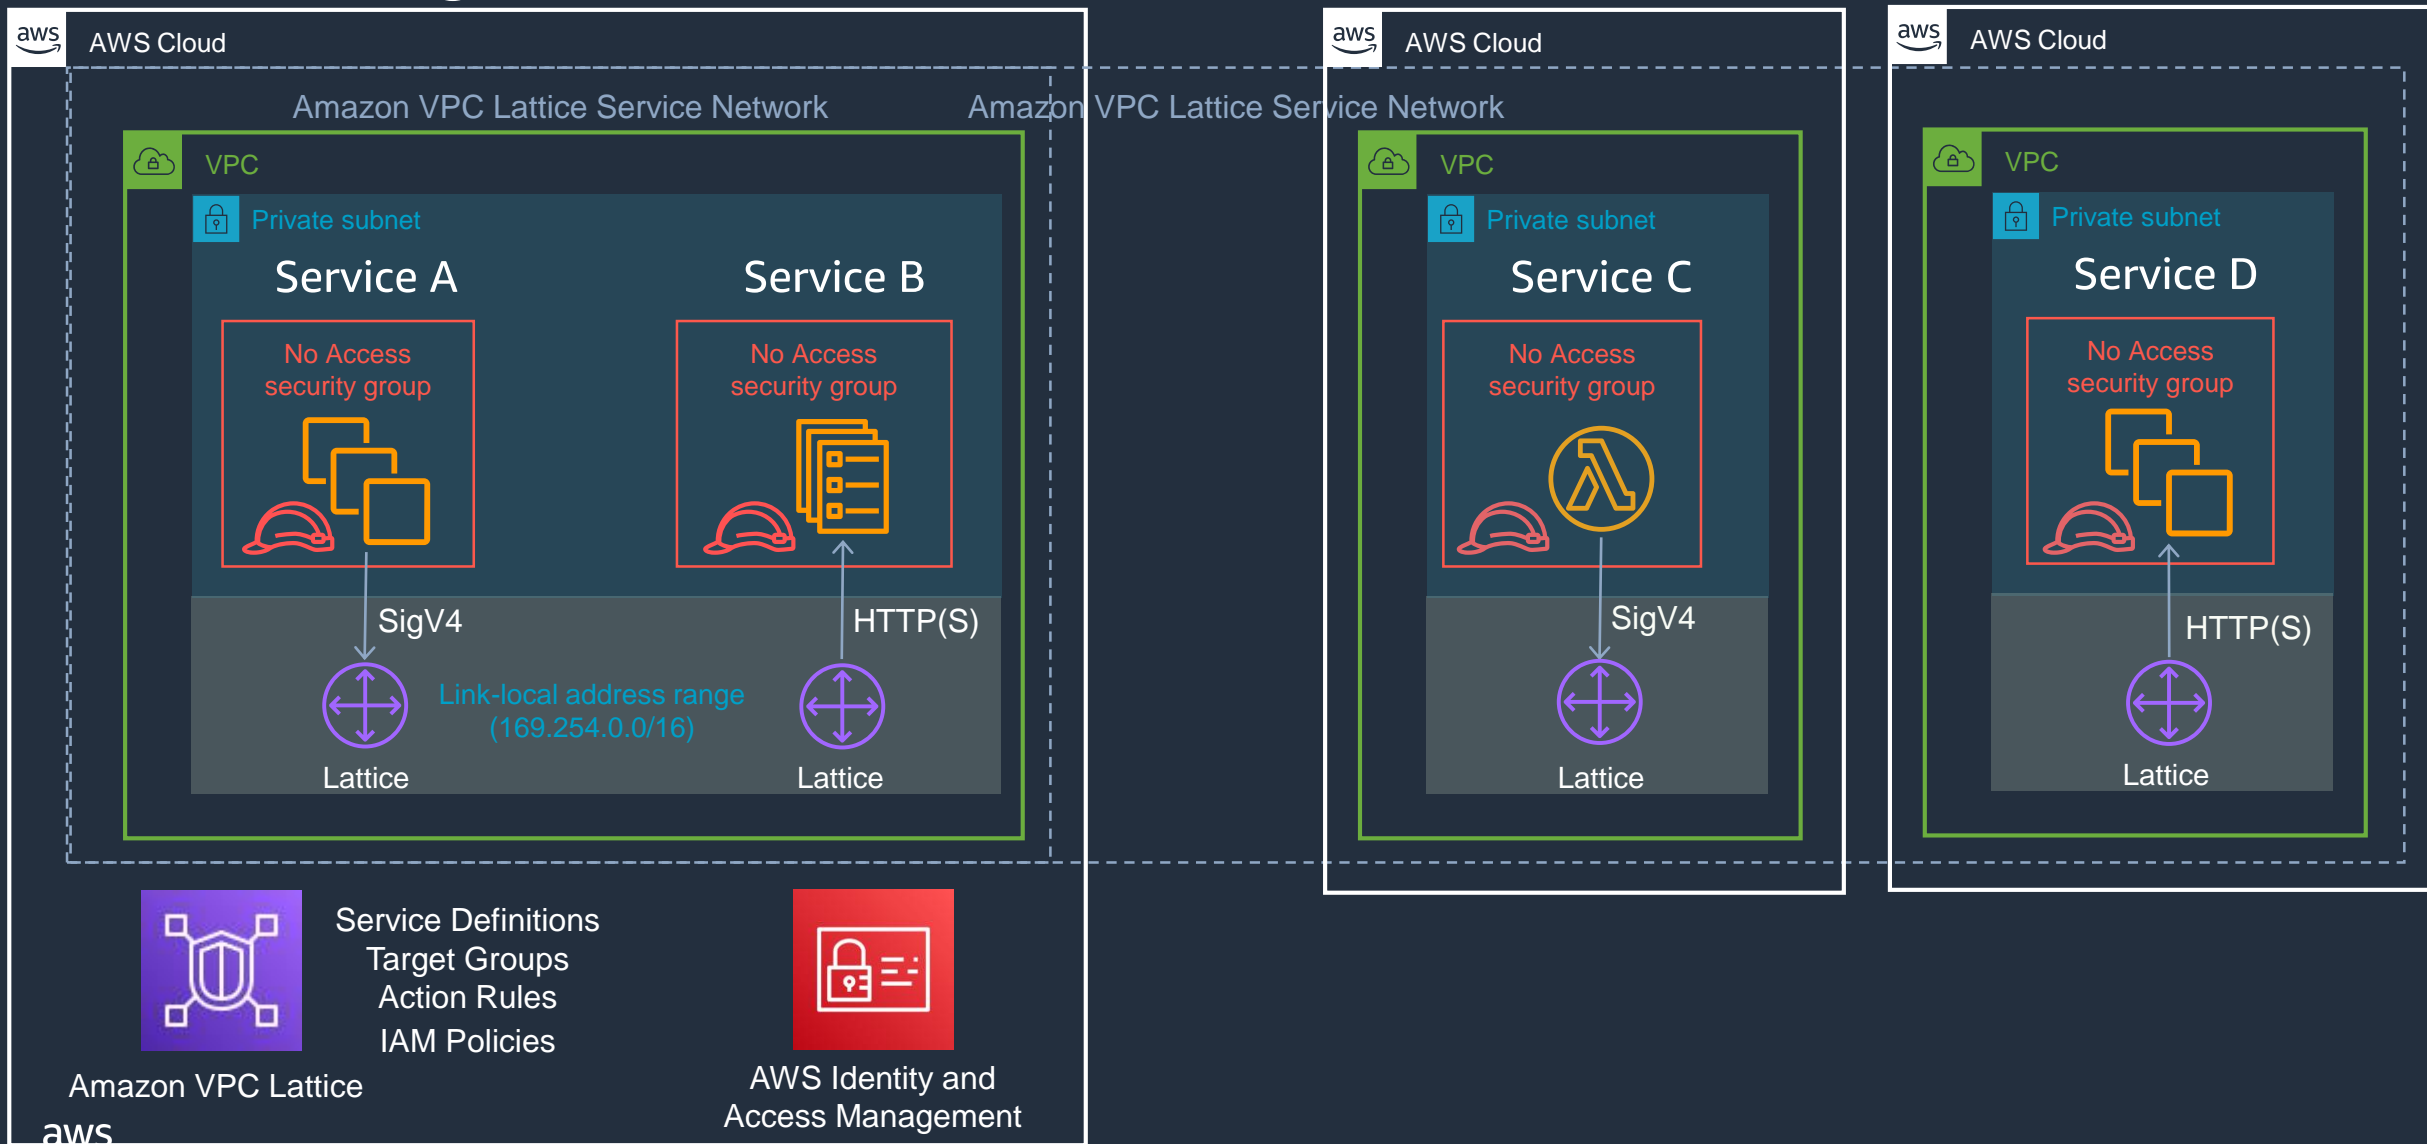 aws
AWS Cloud
Amazon VPC Lattice Service Network
VPC
Private subnet
Service A
No Access
security group
SigV4
Lattice
Link-local address range
(169.254.0.0/16)
Service B
No Access
security group
HTTP(S)
Lattice
Amazon VPC Lattice Service Network
aws
AWS Cloud
VPC
Private subnet
Service C
No Access
security group
SigV4
Lattice
aws
AWS Cloud
VPC
Private subnet
Service D
No Access
security group
HTTP(S)
Lattice
Service Definitions
Target Groups
Action Rules
IAM Policies
Amazon VPC Lattice
AWS Identity and
Access Management
aws